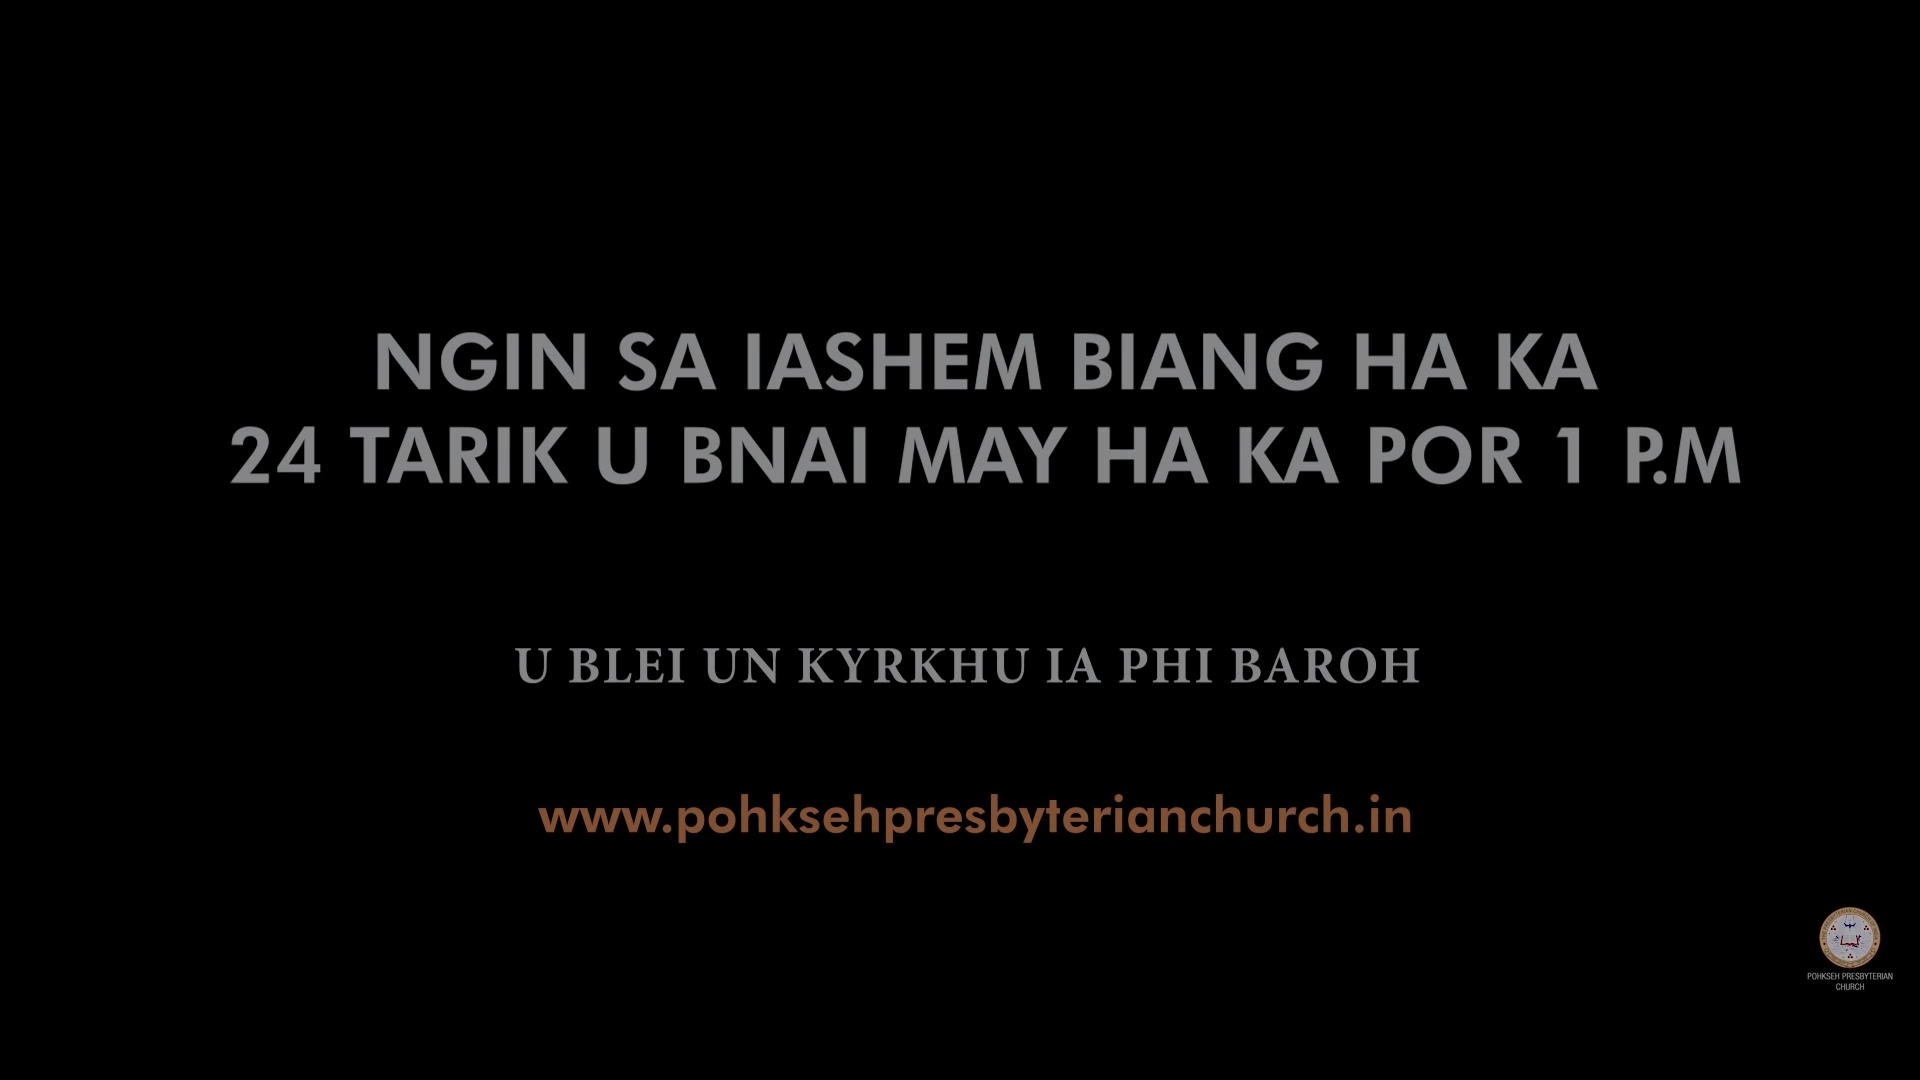 NGIN SA IASHEM BIANG HA KA
24 TARIK U BNAI MAY HA KA POR 1 P.M
U BLEI UN KYRKHU IA PHI BAROH
www.pohksehpresbyterianchurch.in
POHKSEH PRESBYTERIAN
CHURCH